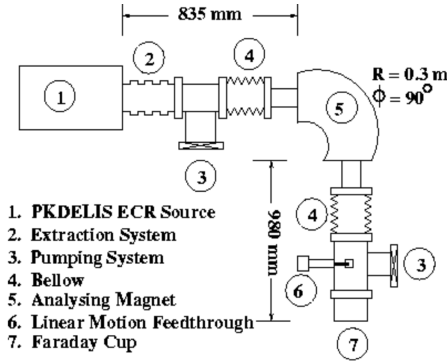 835 mm
2
4
R = 0.3 m
Φ = 90°
1
5
3
980 mm
4
3
6
7
1. PKDELIS ECR Source
2. Extraction System
3. Pumping System
4. Bellow
5. Analysing Magnet
6. Linear Motion Feedthrough
7. Faraday Cup